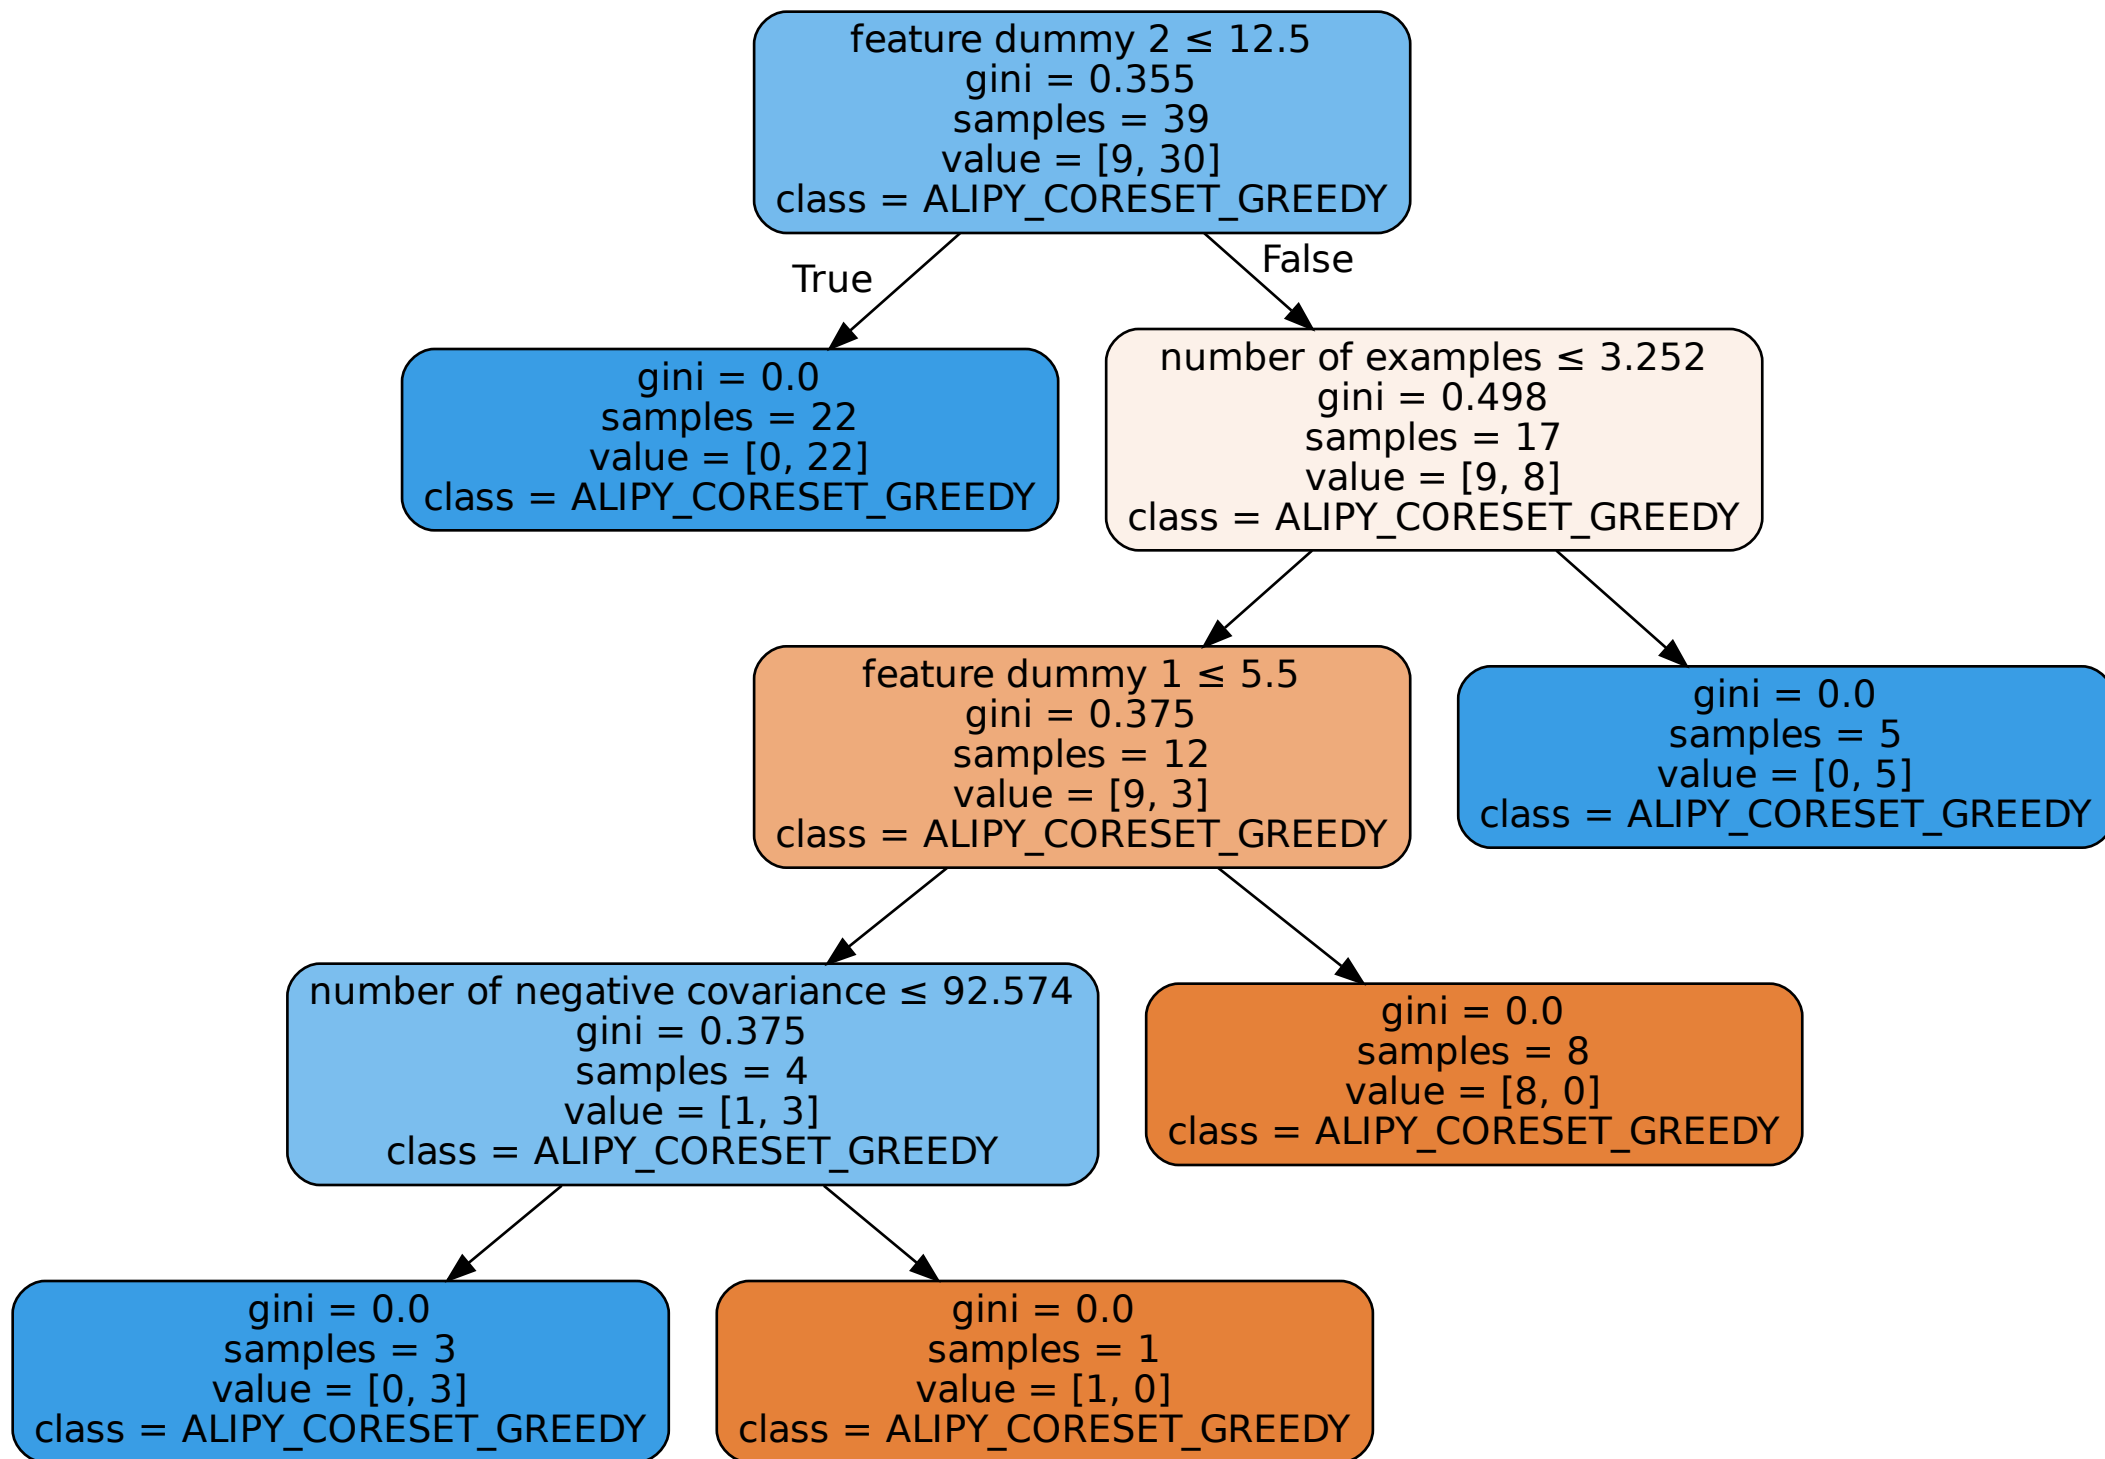 feature dummy 2 ≤ 12.5
gini = 0.355
samples = 39
value = [9, 30]
class = ALIPY_CORESET_GREEDY
True
False
gini = 0.0
samples = 22
value = [0, 22]
class = ALIPY_CORESET_GREEDY
number of examples ≤ 3.252
gini = 0.498
samples = 17
value = [9, 8]
class = ALIPY_CORESET_GREEDY
feature dummy 1 ≤ 5.5
gini = 0.375
samples = 12
value = [9, 3]
class = ALIPY_CORESET_GREEDY
gini = 0.0
samples = 5
value = [0, 5]
class = ALIPY_CORESET_GREEDY
number of negative covariance ≤ 92.574
gini = 0.375
samples = 4
value = [1, 3]
class = ALIPY_CORESET_GREEDY
gini = 0.0
samples = 8
value = [8, 0]
class = ALIPY_CORESET_GREEDY
gini = 0.0
samples = 3
value = [0, 3]
class = ALIPY_CORESET_GREEDY
gini = 0.0
samples = 1
value = [1, 0]
class = ALIPY_CORESET_GREEDY